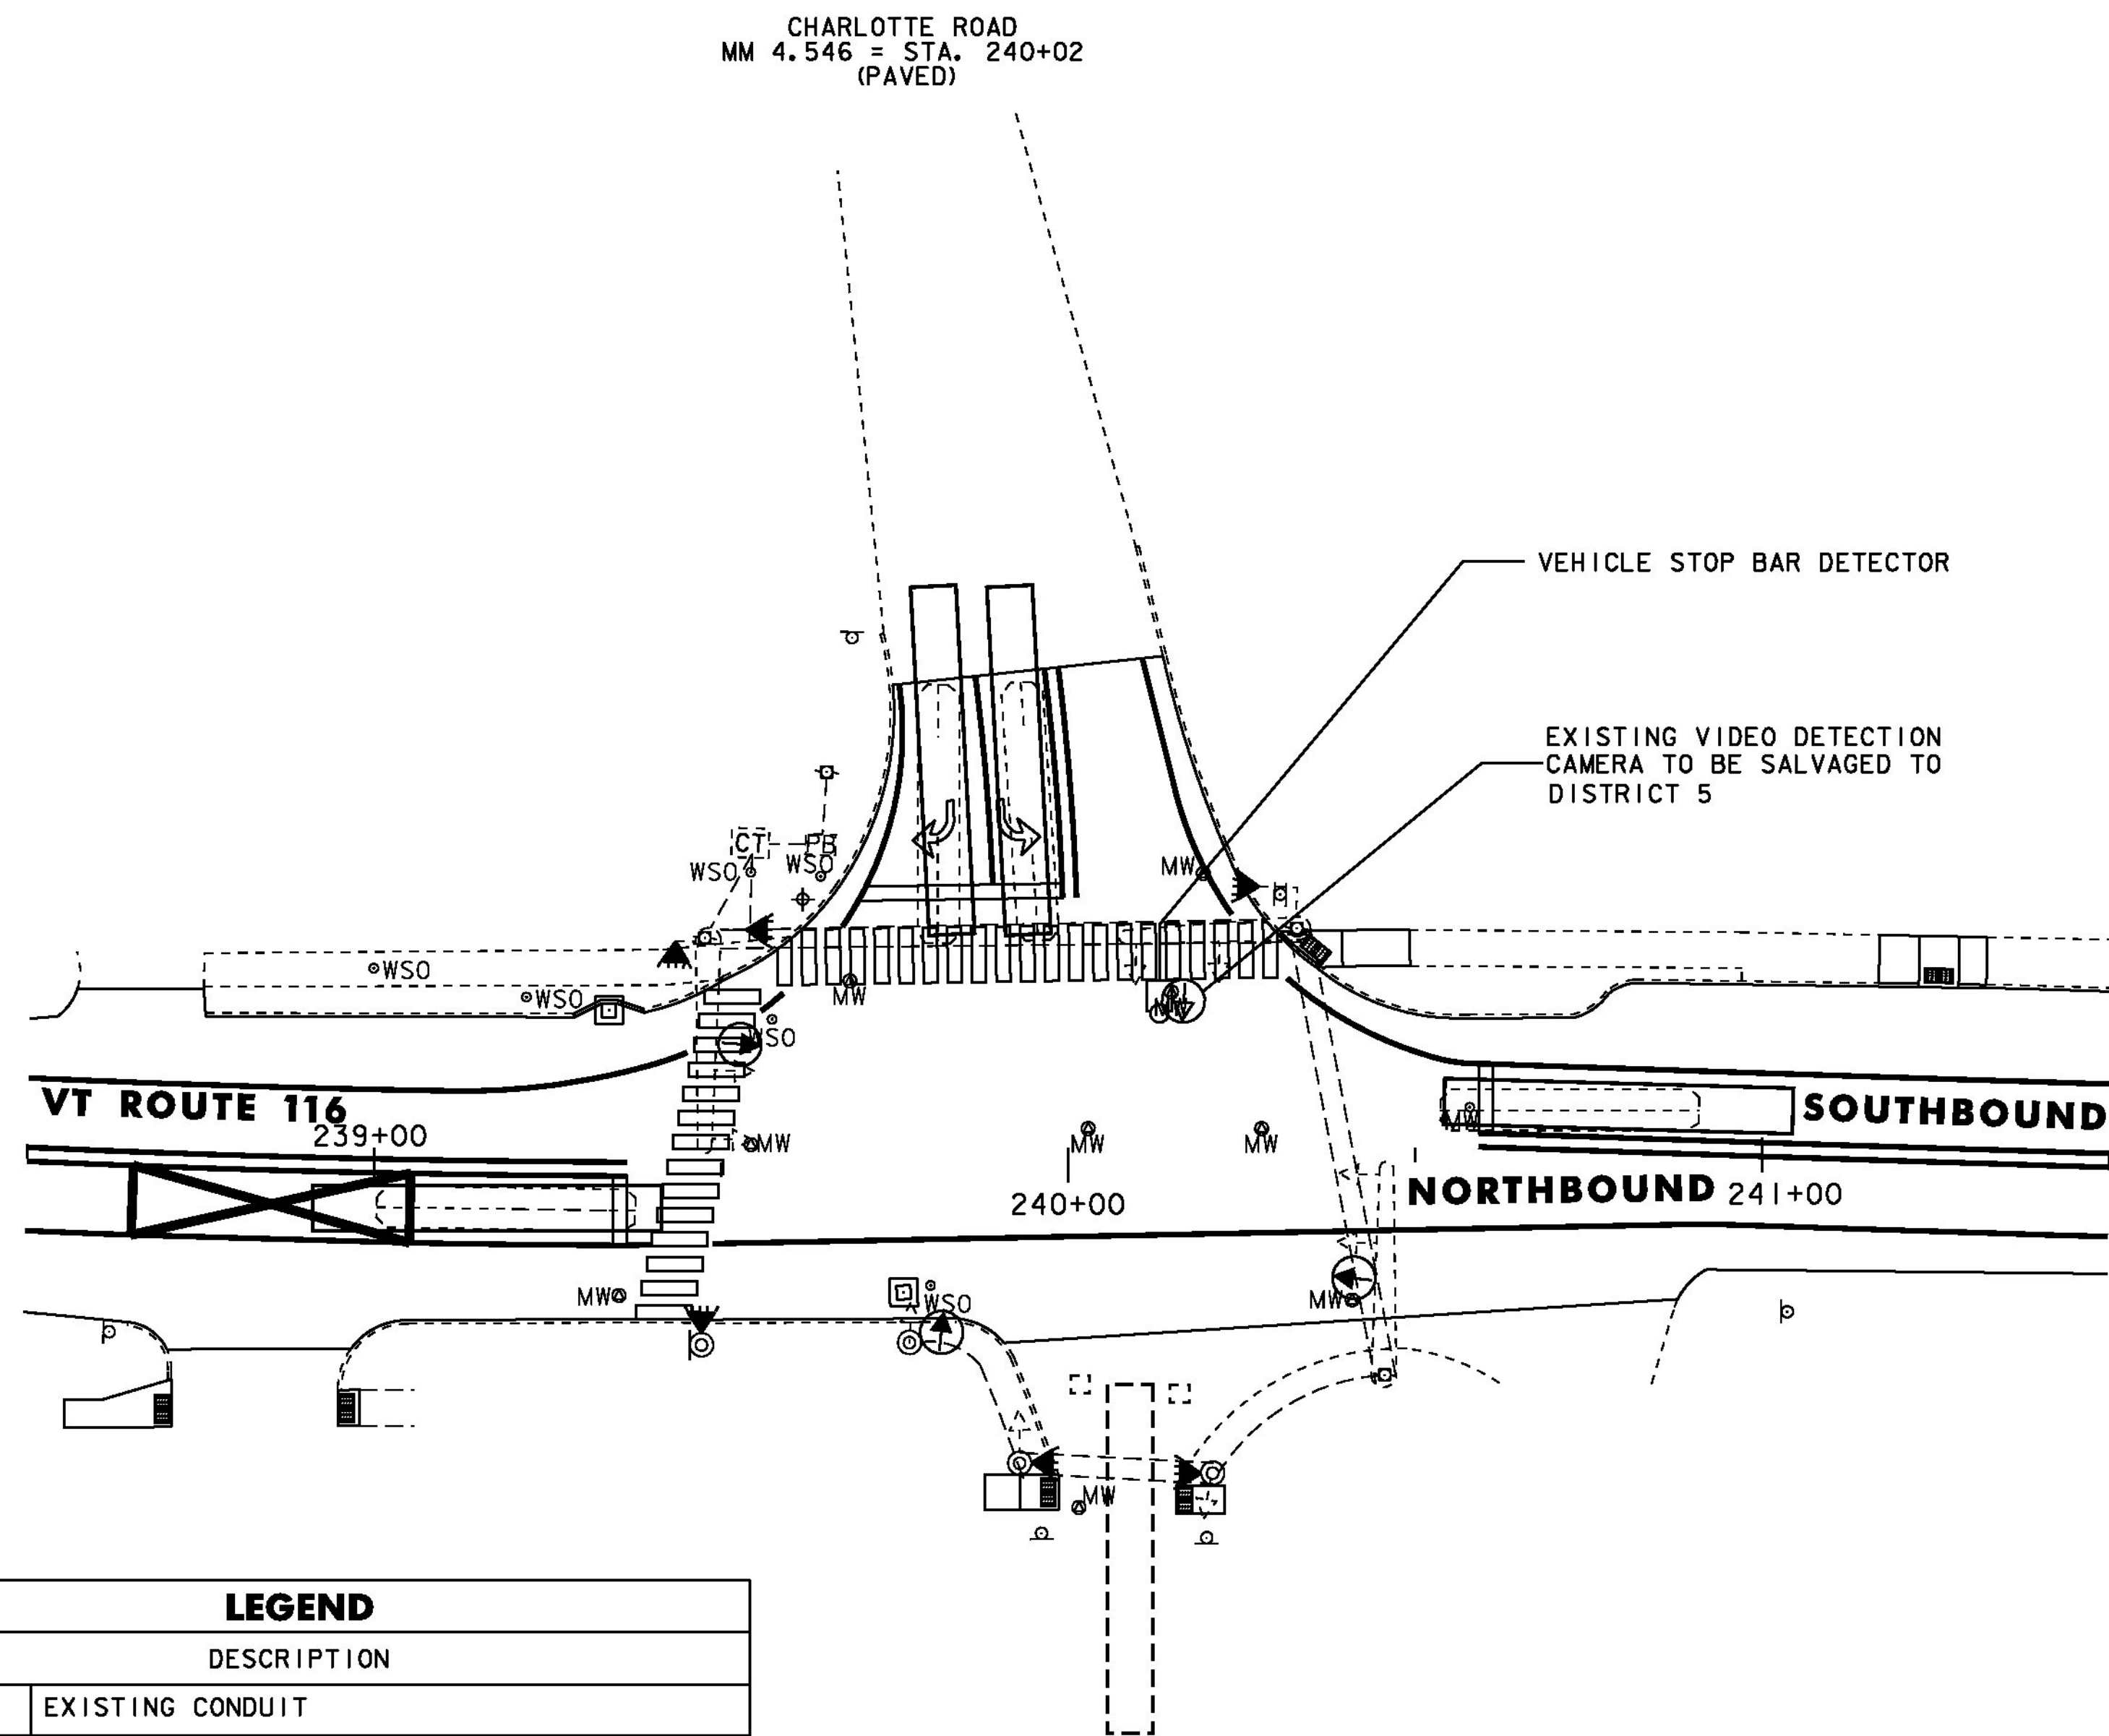 CHARLOTTE ROAD
MM 4.546 = STA. 240+02
(PAVED)
VEHICLE STOP BAR DETECTOR
EXISTING VIDEO DETECTION
CAMERA TO BE SALVAGED TO
DISTRICT 5
CT
PB
WSO
WSO
MW
WSO
WSO
MW
MW
WSO
VT ROUTE 116
SOUTHBOUND
MW
239+00
MW
MW
MW
NORTHBOUND
241+00
240+00
MW
WSO
MW
MW
LEGEND
DESCRIPTION
EXISTING CONDUIT